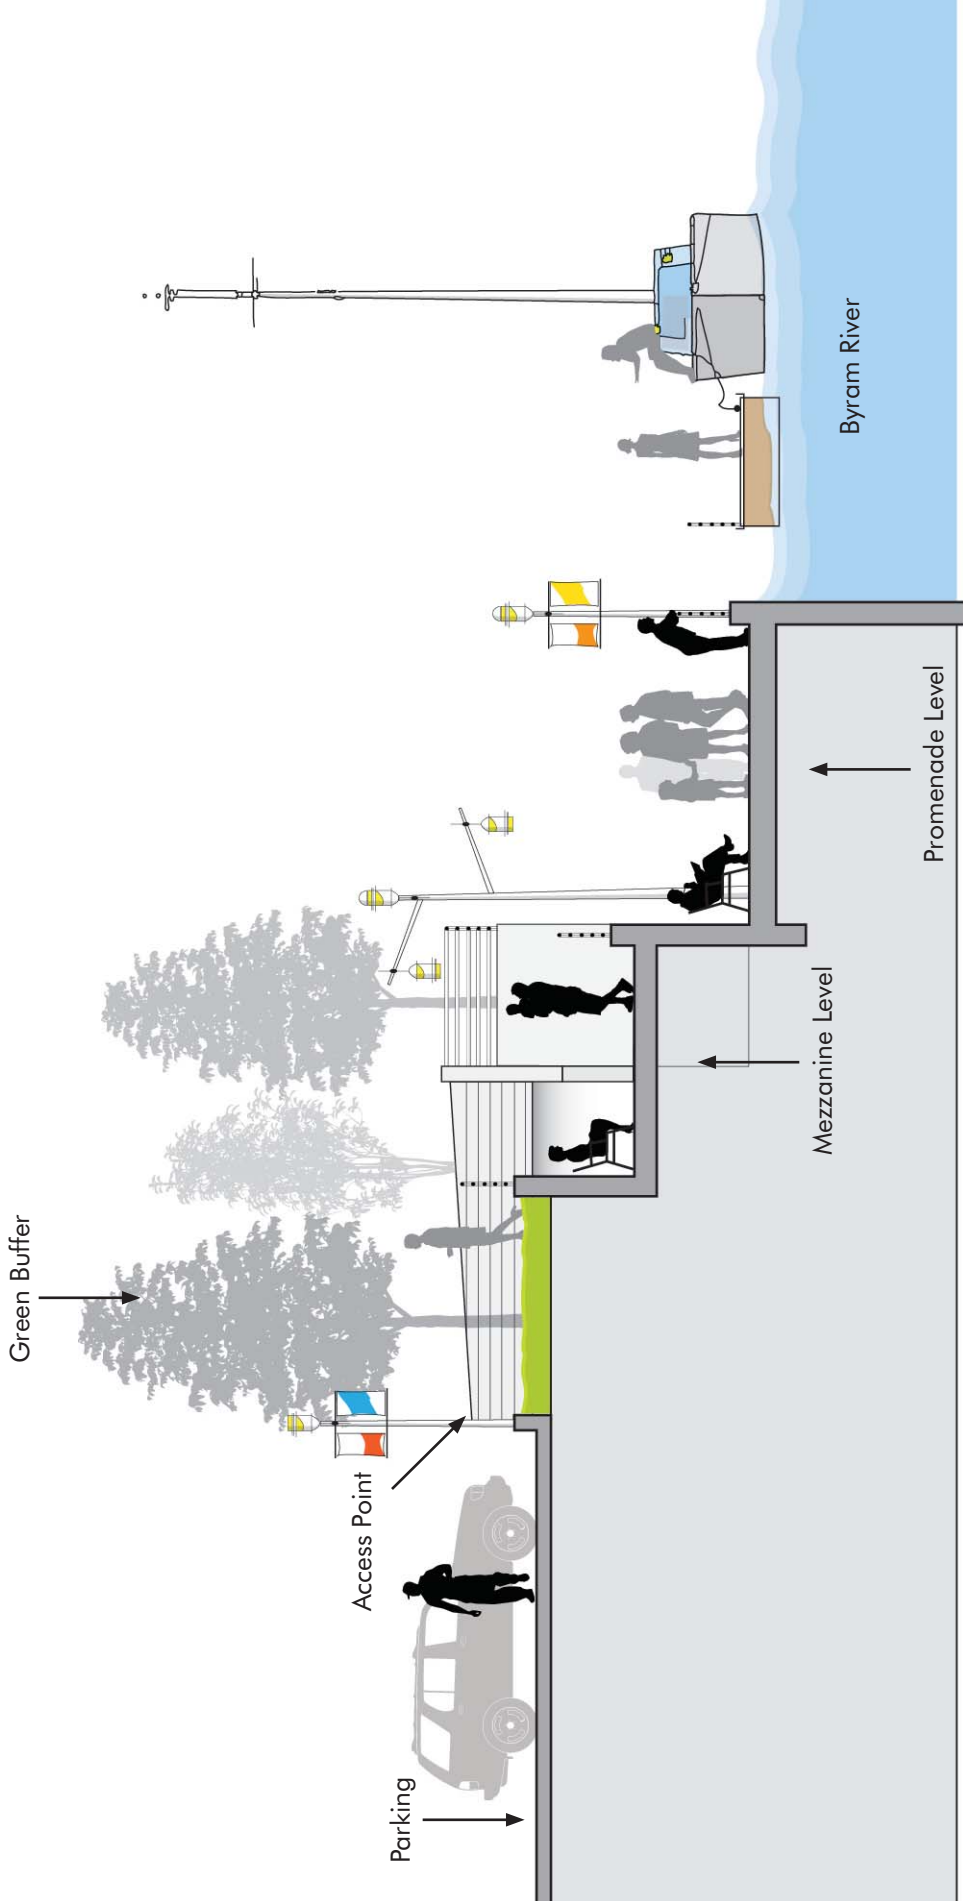 Parking
Access Point
Green Buffer
Mezzanine Level
Promenade Level
Byram River